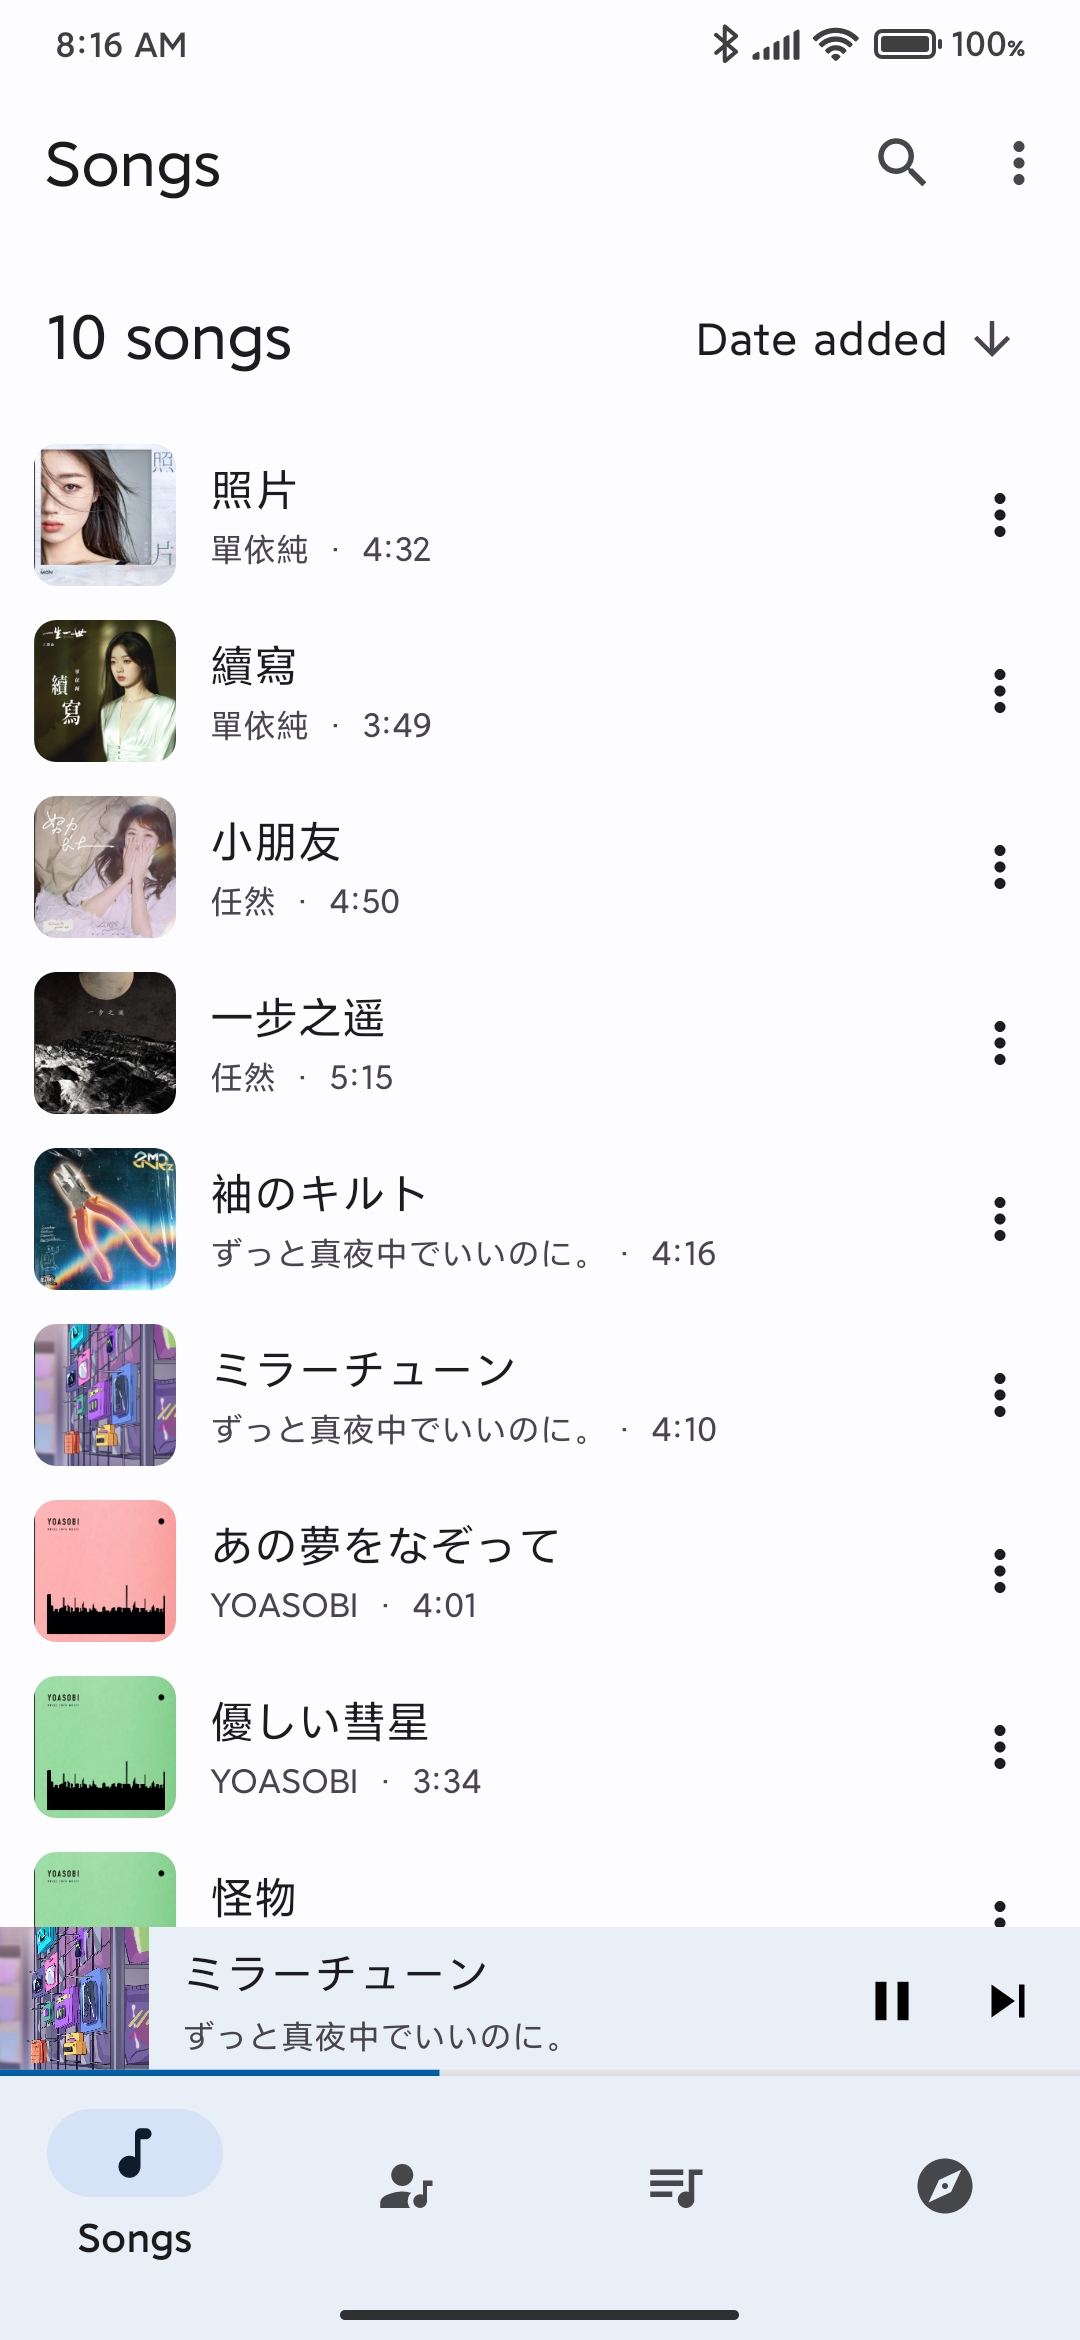 8:16 AM 100%
Songs
10 songs Date added
照片
單依純 · 4:32
續寫
單依純 · 3:49
小朋友
任然 · 4:50
一步之遥
任然 · 5:15
袖のキルト
ずっと真夜中でいいのに。 · 4:16
ミラーチューン
ずっと真夜中でいいのに。 · 4:10
YOASOBI
あの夢をなぞって
YOASOBI · 4:01
YOASOBI
優しい彗星
YOASOBI · 3:34
YOASOBI
怪物
ミラーチューン
ずっと真夜中でいいのに。
Songs